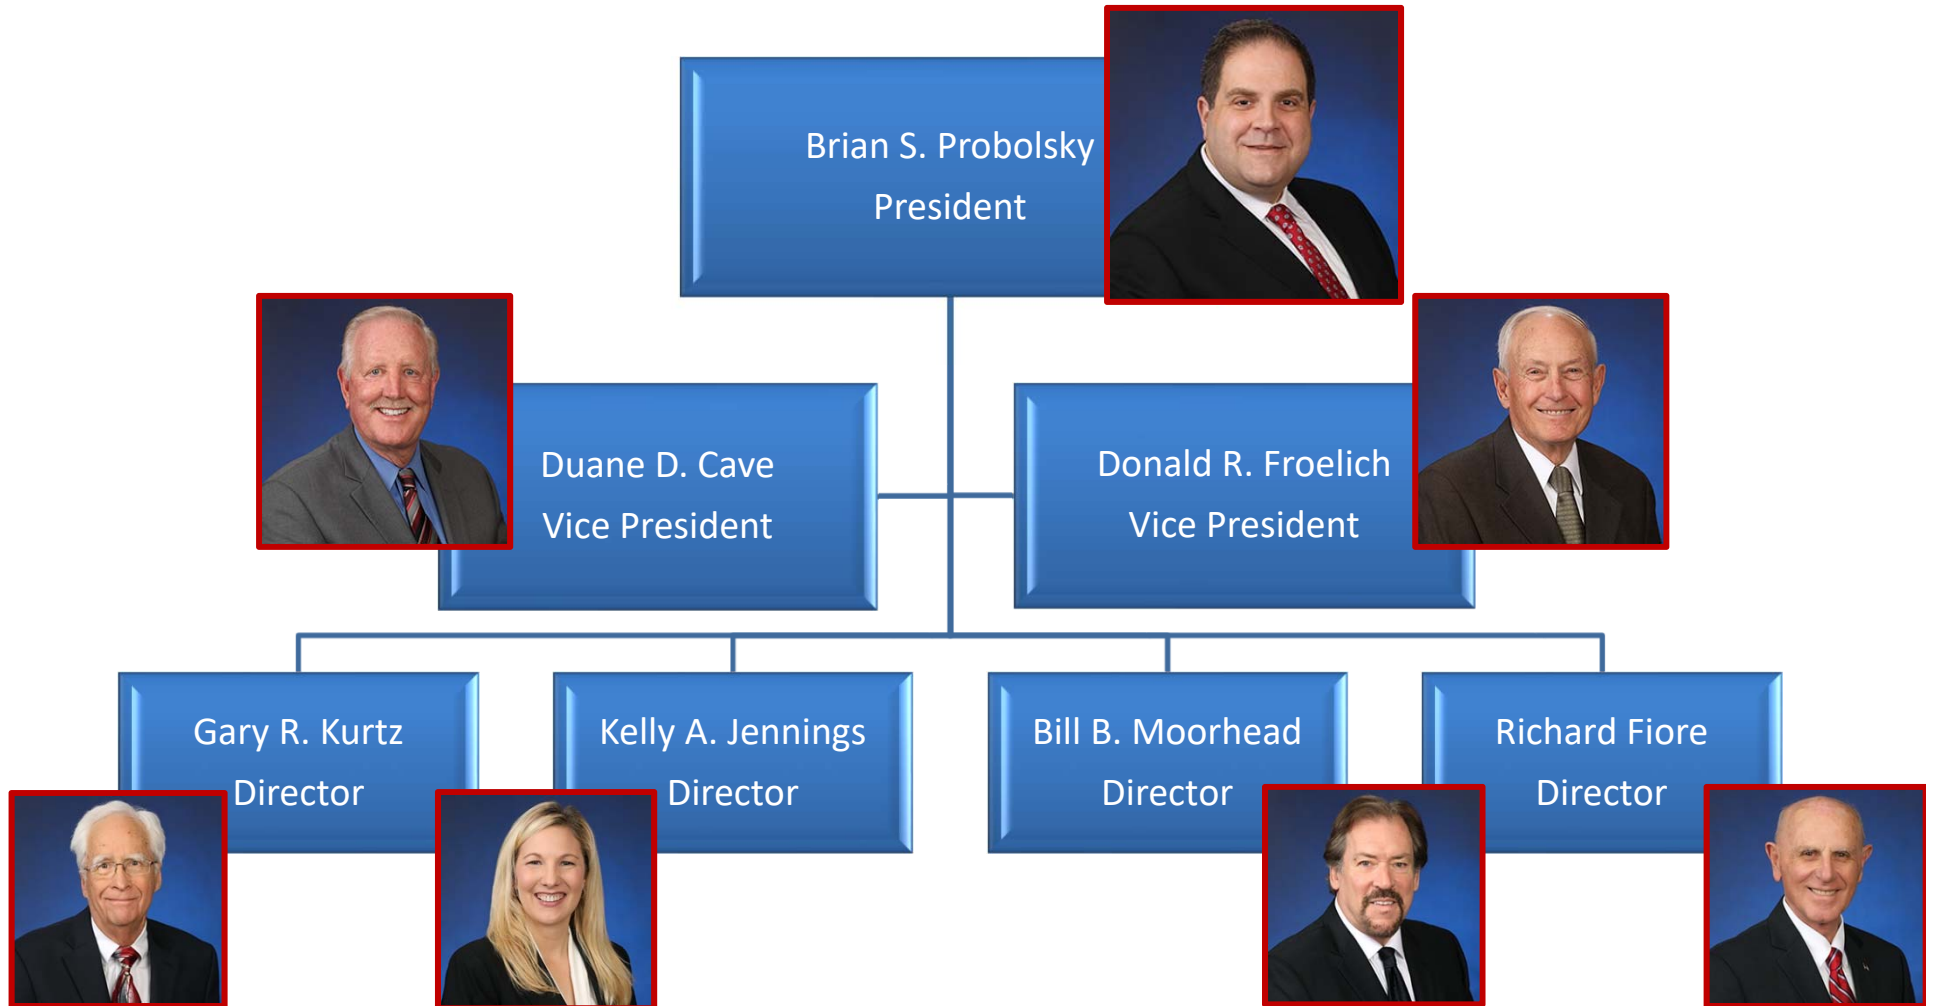 Brian S. Probolsky
President
Duane D. Cave
Vice President
Donald R. Froelich
Vice President
Gary R. Kurtz
Director
Kelly A. Jennings
Director
Bill B. Moorhead
Director
Richard Fiore
Director